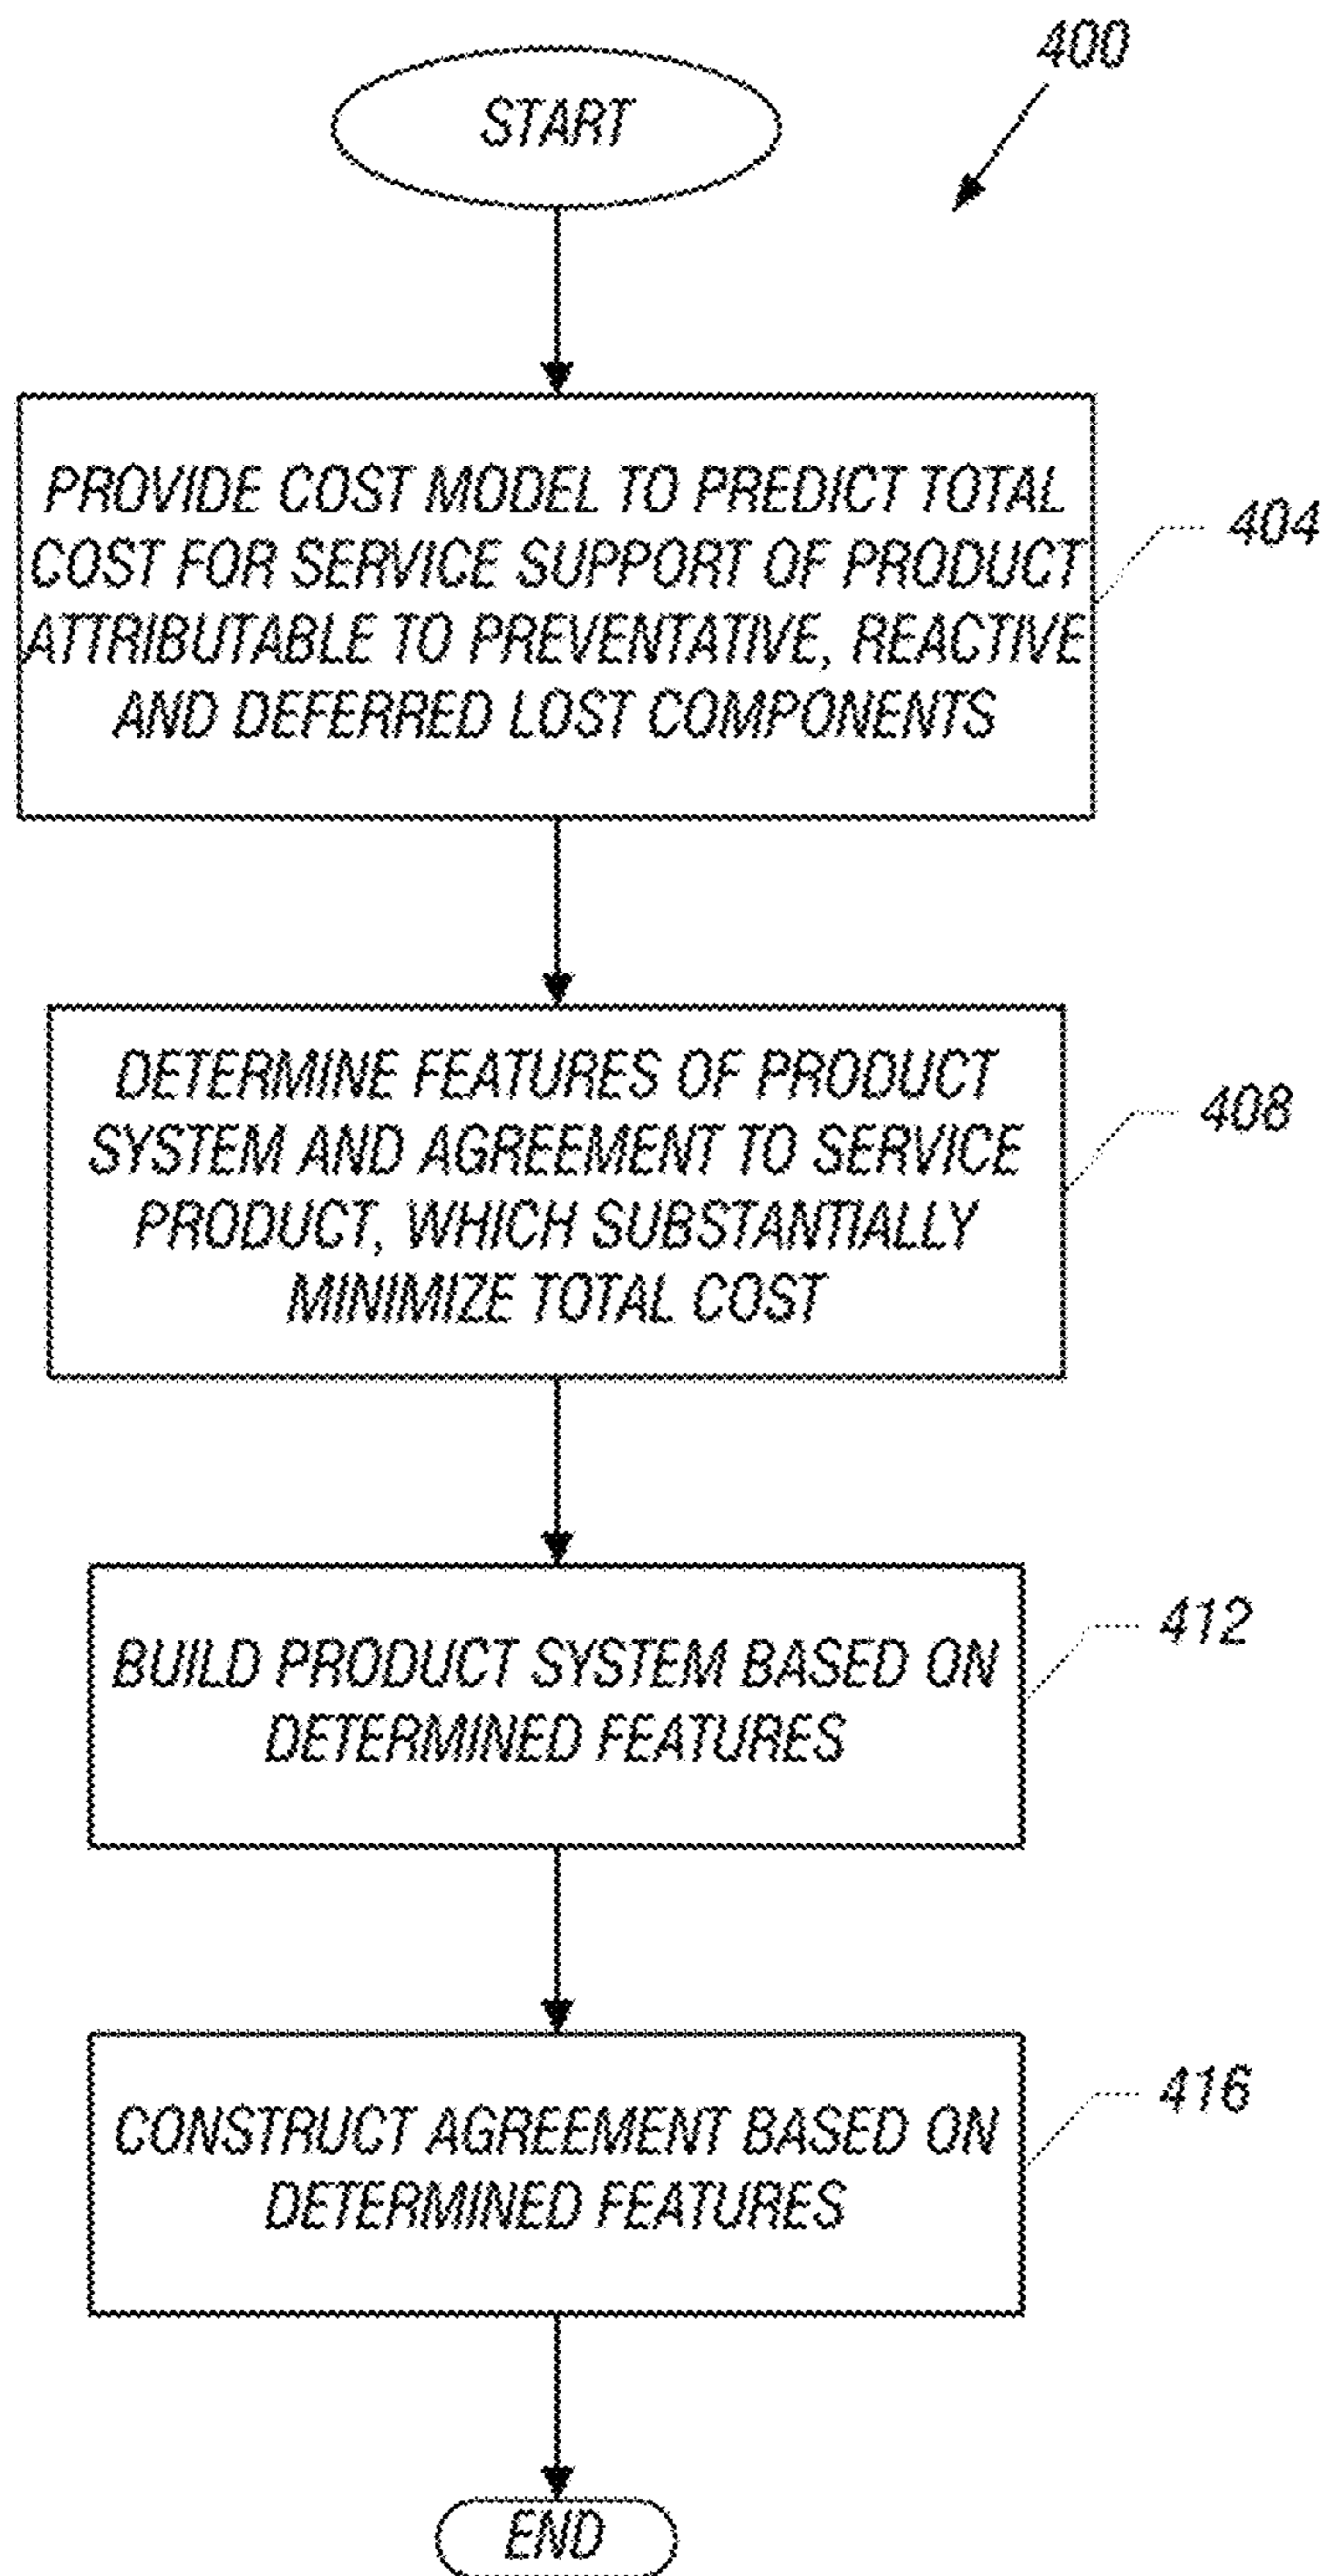 400
START
PROVIDE COST MODEL TO PREDICT TOTAL
COST FOR SERVICE SUPPORT OF PRODUCT
ATTRIBUTABLE TO PREVENTATIVE, REACTIVE
AND DEFERRED LOST COMPONENTS
404
DETERMINE FEATURES OF PRODUCT
SYSTEM AND AGREEMENT TO SERVICE
PRODUCT, WHICH SUBSTANTIALLY
MINIMIZE TOTAL COST
408
BUILD PRODUCT SYSTEM BASED ON
DETERMINED FEATURES
412
CONSTRUCT AGREEMENT BASED ON
DETERMINED FEATURES
416
END